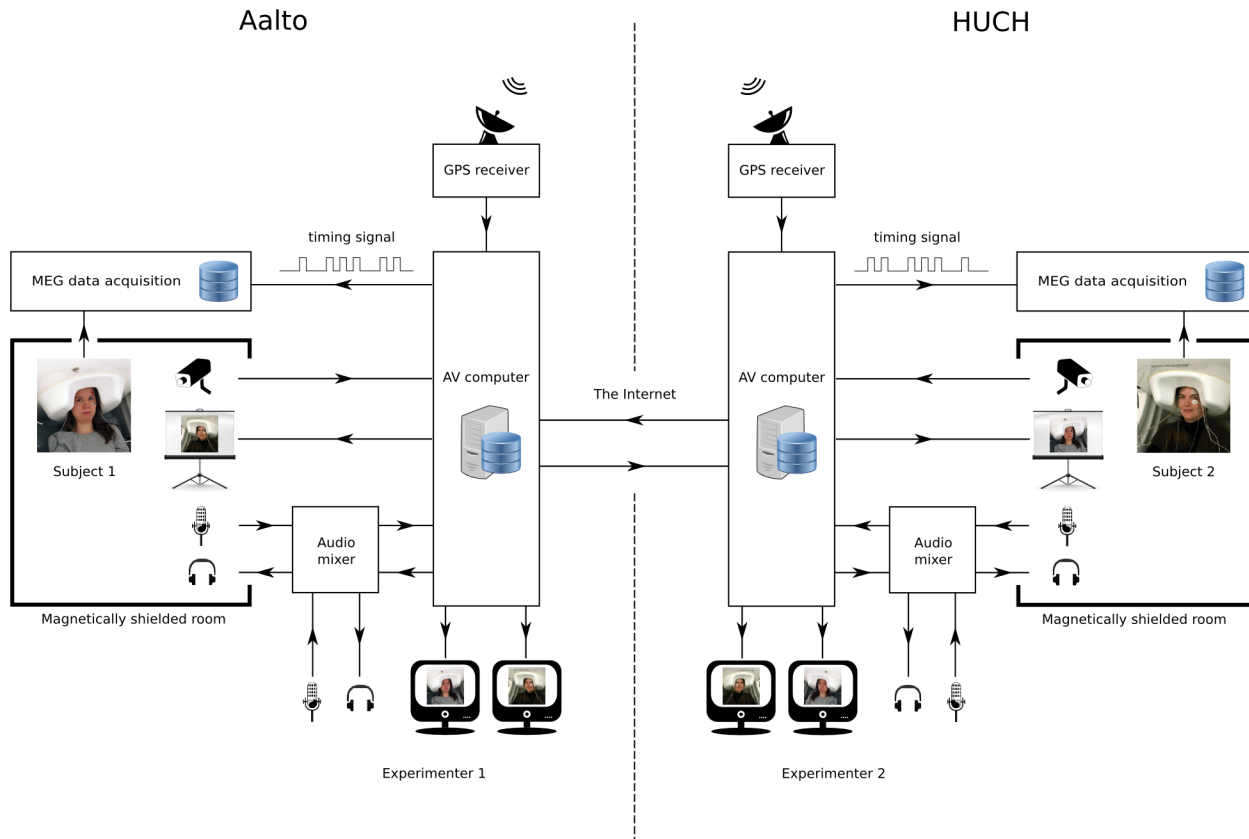 Aalto
HUCH
GPS receiver
GPS receiver
timing signal
timing signal
MEG data acquisition
MEG data acquisition
AV computer
AV computer
The Internet
Subject 1
Subject 2
Audio
mixer
Audio
mixer
Magnetically shielded room
Magnetically shielded room
Experimenter 1
Experimenter 2